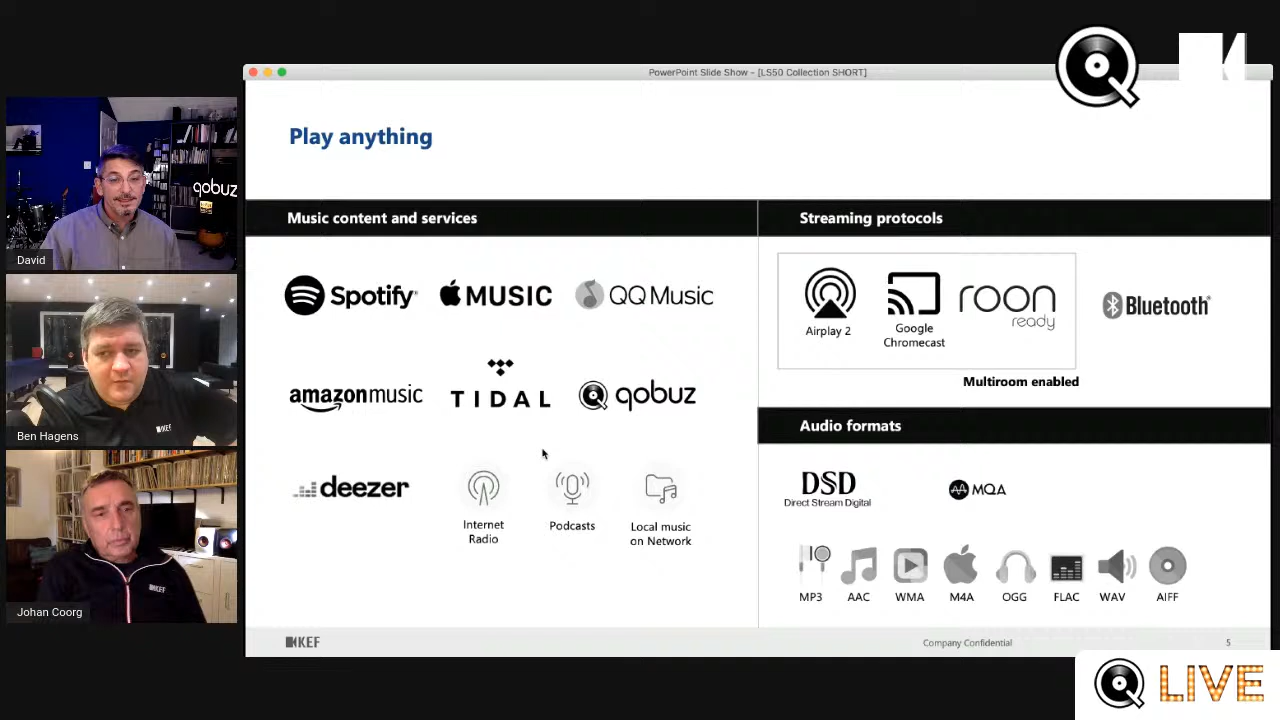 PowerPoint Slide Show - [LS50 Collection SHORT]
Play anything
Music content and services
Spotify
MUSIC
QQ Music
amazon music
TIDAL
qobuz
deezer
Internet
Radio
Podcasts
Local music
on Network
Streaming protocols
Airplay 2
Google
Chromecast
roon
ready
Bluetooth
Multiroom enabled
Audio formats
DSD
Direct Stream Digital
MQA
MP3
AAC
WMA
M4A
OGG
FLAC
WAV
AIFF
KEF
Company Confidential
5
qobuz
David
KEF
Ben Hagens
KEF
Johan Coorg
LIVE